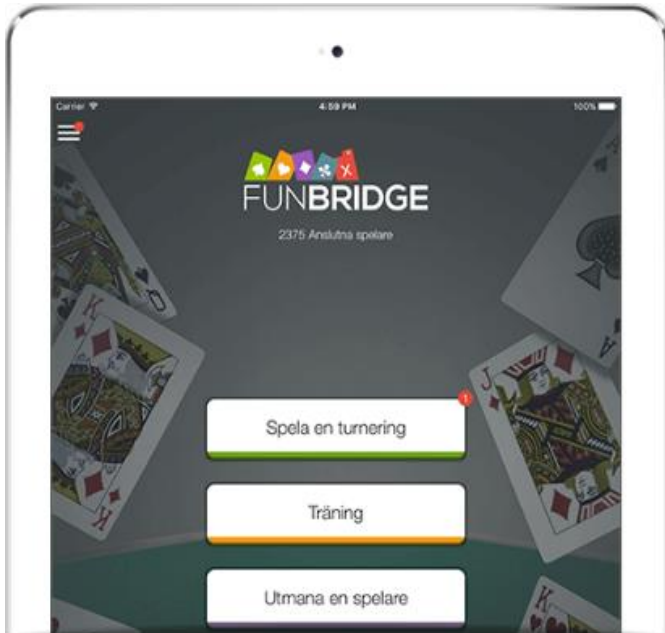 Carrier 4:59 PM 100%
FUNBRIDGE
2375 Anslutna spelare
K
Q
A
K
J
1
Spela en turnering
Träning
Utmana en spelare
K
K